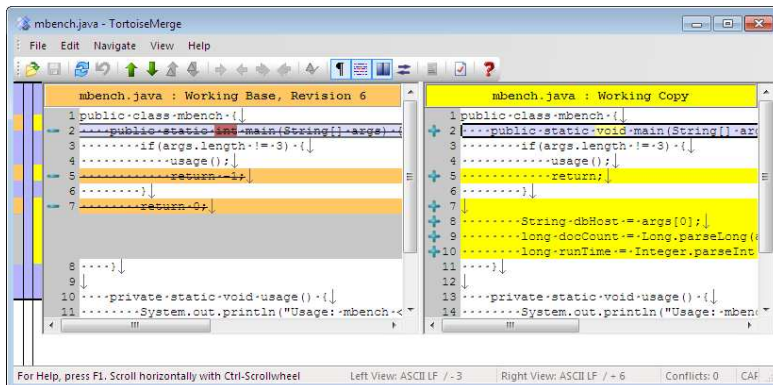 mbench.java - TortoiseMerge
File Edit Navigate View Help
mbench.java : Working Base, Revision 6
1 public·class·mbench·{↓
2 ····public·static·int·main(String[]·args)·{
3 ········if(args.length·!=·3)·{↓
4 ············usage();↓
5 ············return·-1;↓
6 ········}↓
7 ········return·0;↓
8 ····}↓
9 ↓
10 ····private·static·void·usage()·{↓
11 ········System.out.println("Usage:·mbench·<
mbench.java : Working Copy
1 public·class·mbench·{↓
2 ····public·static·void·main(String[]·arg
3 ········if(args.length·!=·3)·{↓
4 ············usage();↓
5 ············return;↓
6 ········}↓
7 ↓
8 ········String·dbHost·=·args[0];↓
9 ········long·docCount·=·Long.parseLong(a
10 ········long·runTime·=·Integer.parseInt
11 ····}↓
12 ↓
13 ····private·static·void·usage()·{↓
14 ········System.out.println("Usage:·mbenc
For Help, press F1. Scroll horizontally with Ctrl-Scrollwheel Left View: ASCII LF / - 3 Right View: ASCII LF / + 6 Conflicts: 0 CAP